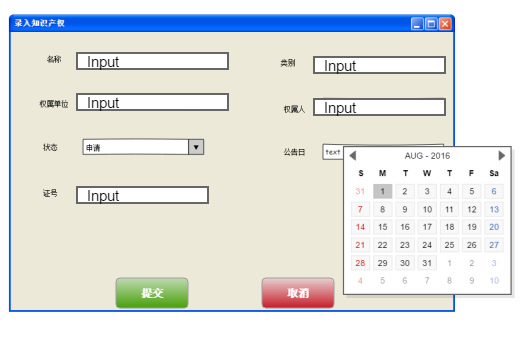 录入知识产权
名称 Input 类别 Input
权属单位 Input 权属人 Input
状态 申请 公告日 text
证号 Input
AUG - 2016
S M T W T F Sa
31 1 2 3 4 5 6
7 8 9 10 11 12 13
14 15 16 17 18 19 20
21 22 23 24 25 26 27
28 29 30 31 1 2 3
4 5 6 7 8 9 10
提交 取消